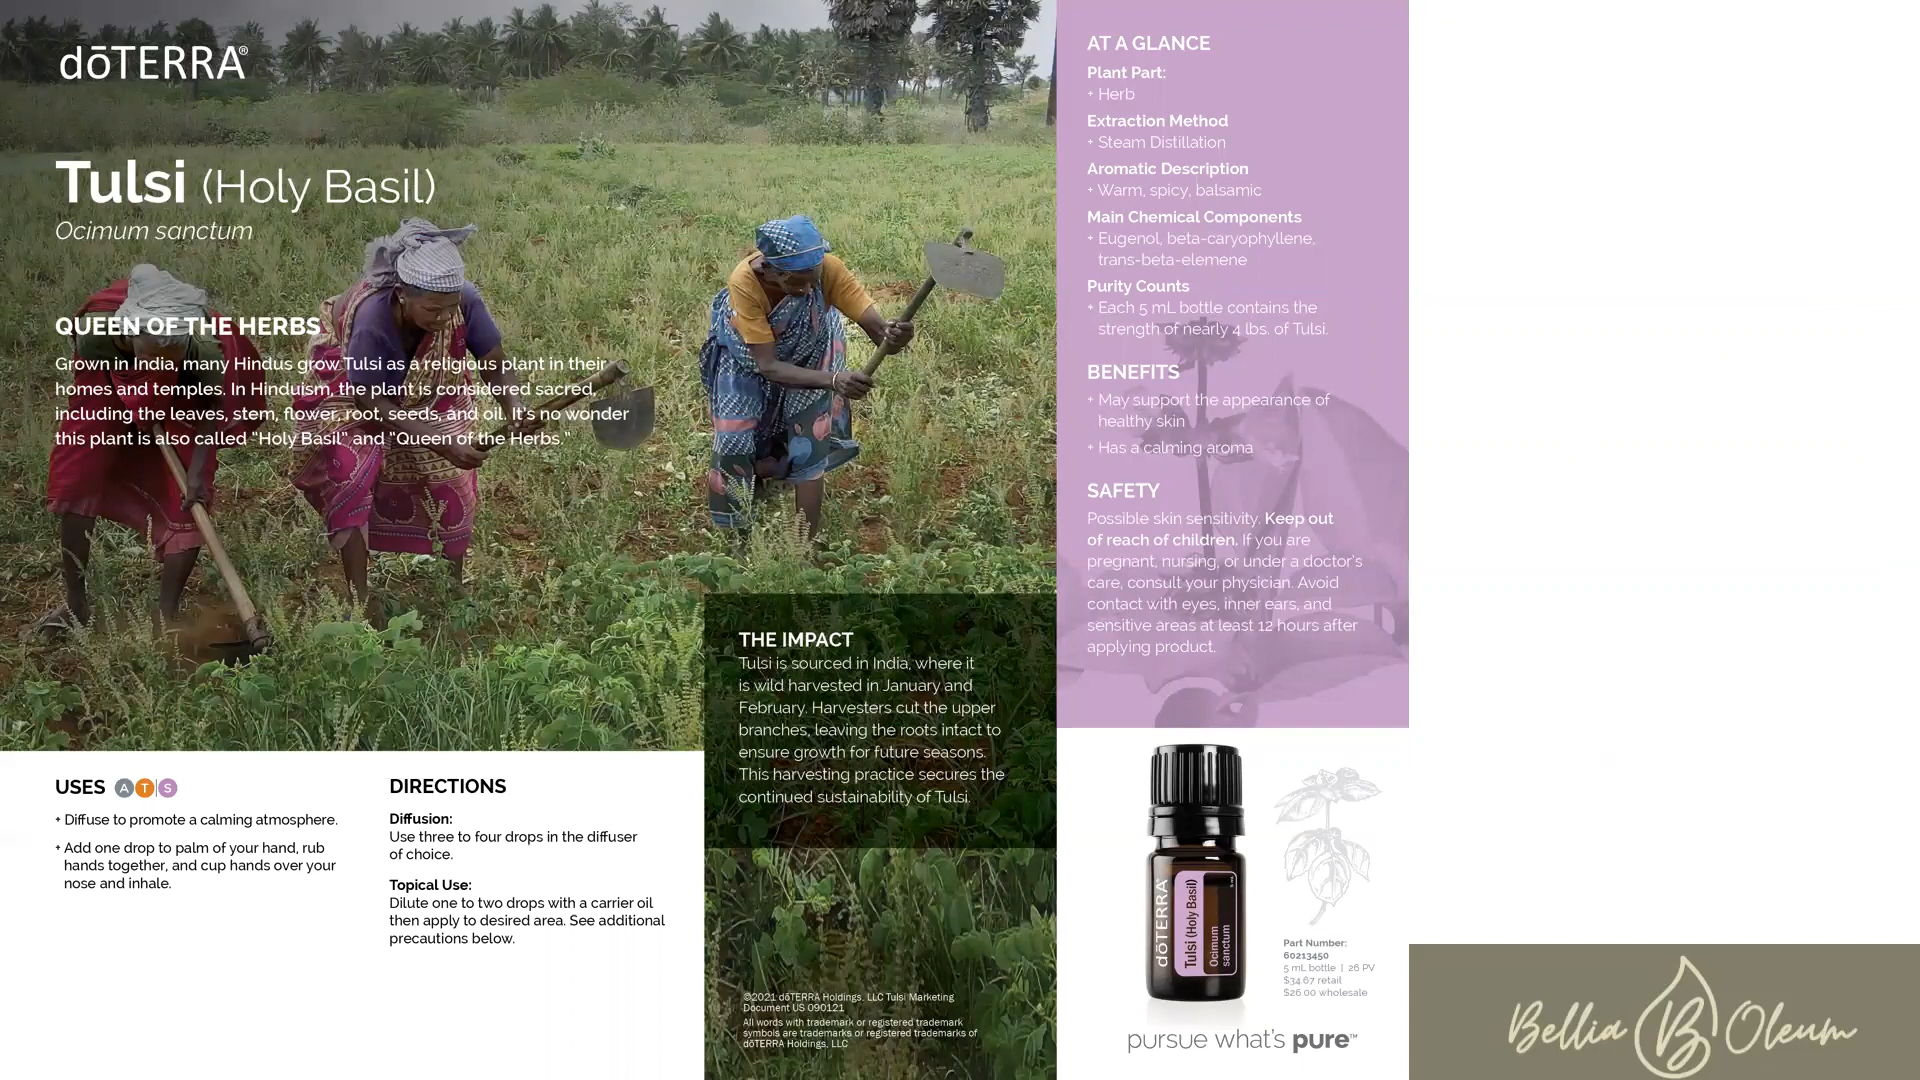 dōTERRA®
Tulsi (Holy Basil)
Ocimum sanctum
QUEEN OF THE HERBS
Grown in India, many Hindus grow Tulsi as a religious plant in their
homes and temples. In Hinduism, the plant is considered sacred,
including the leaves, stem, flower, root, seeds, and oil. It's no wonder
this plant is also called “Holy Basil” and “Queen of the Herbs.”
USES A T S
+ Diffuse to promote a calming atmosphere.
+ Add one drop to palm of your hand, rub
hands together, and cup hands over your
nose and inhale.
DIRECTIONS
Diffusion:
Use three to four drops in the diffuser
of choice.
Topical Use:
Dilute one to two drops with a carrier oil
then apply to desired area. See additional
precautions below.
THE IMPACT
Tulsi is sourced in India, where it
is wild harvested in January and
February. Harvesters cut the upper
branches, leaving the roots intact to
ensure growth for future seasons.
This harvesting practice secures the
continued sustainability of Tulsi.
©2021 dōTERRA Holdings, LLC Tulsi Marketing
Document US 090121
All words with trademark or registered trademark
symbols are trademarks or registered trademarks of
dōTERRA Holdings, LLC
AT A GLANCE
Plant Part:
+ Herb
Extraction Method
+ Steam Distillation
Aromatic Description
+ Warm, spicy, balsamic
Main Chemical Components
+ Eugenol, beta-caryophyllene,
trans-beta-elemene
Purity Counts
+ Each 5 mL bottle contains the
strength of nearly 4 lbs. of Tulsi.
BENEFITS
+ May support the appearance of
healthy skin
+ Has a calming aroma
SAFETY
Possible skin sensitivity. Keep out
of reach of children. If you are
pregnant, nursing, or under a doctor's
care, consult your physician. Avoid
contact with eyes, inner ears, and
sensitive areas at least 12 hours after
applying product.
dōTERRA®
Tulsi (Holy Basil)
Ocimum
sanctum
5 mL
Part Number:
60213450
5 mL bottle | 26 PV
$34.67 retail
$26.00 wholesale
pursue what's pure™
Bellia B Oleum